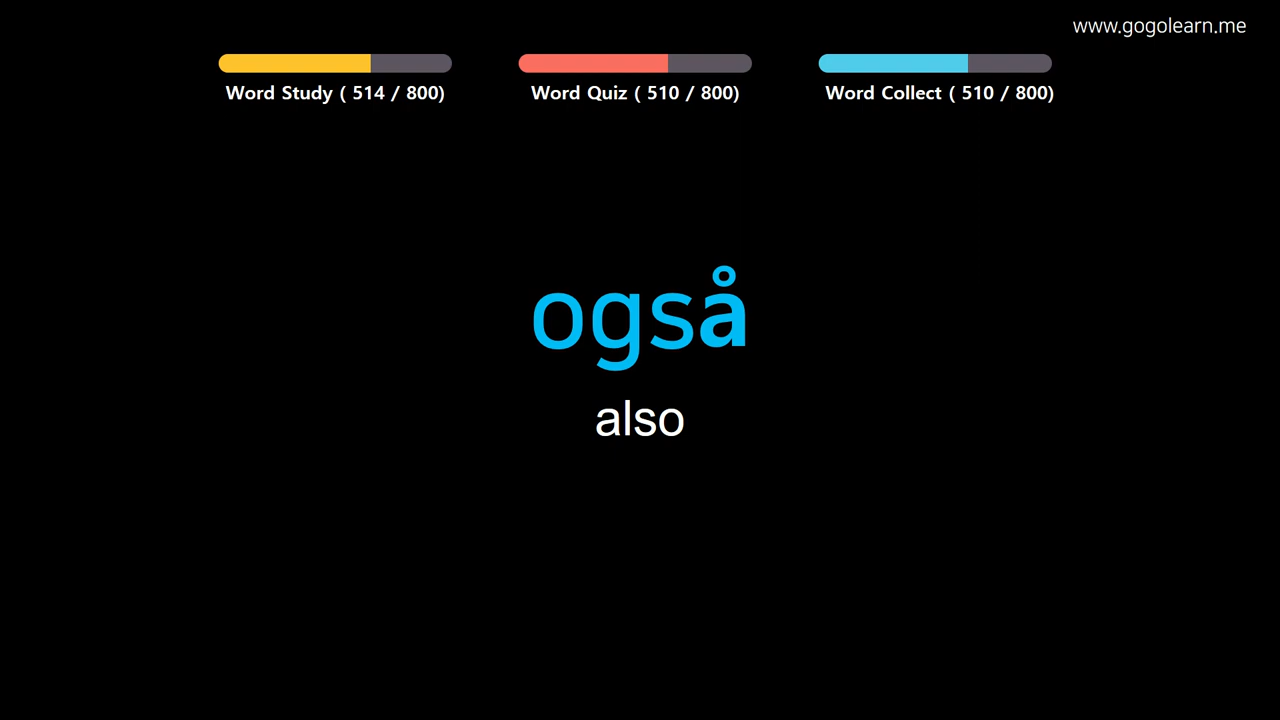 www.gogolearn.me
Word Study ( 514 / 800)
Word Quiz ( 510 / 800)
Word Collect ( 510 / 800)
også
also